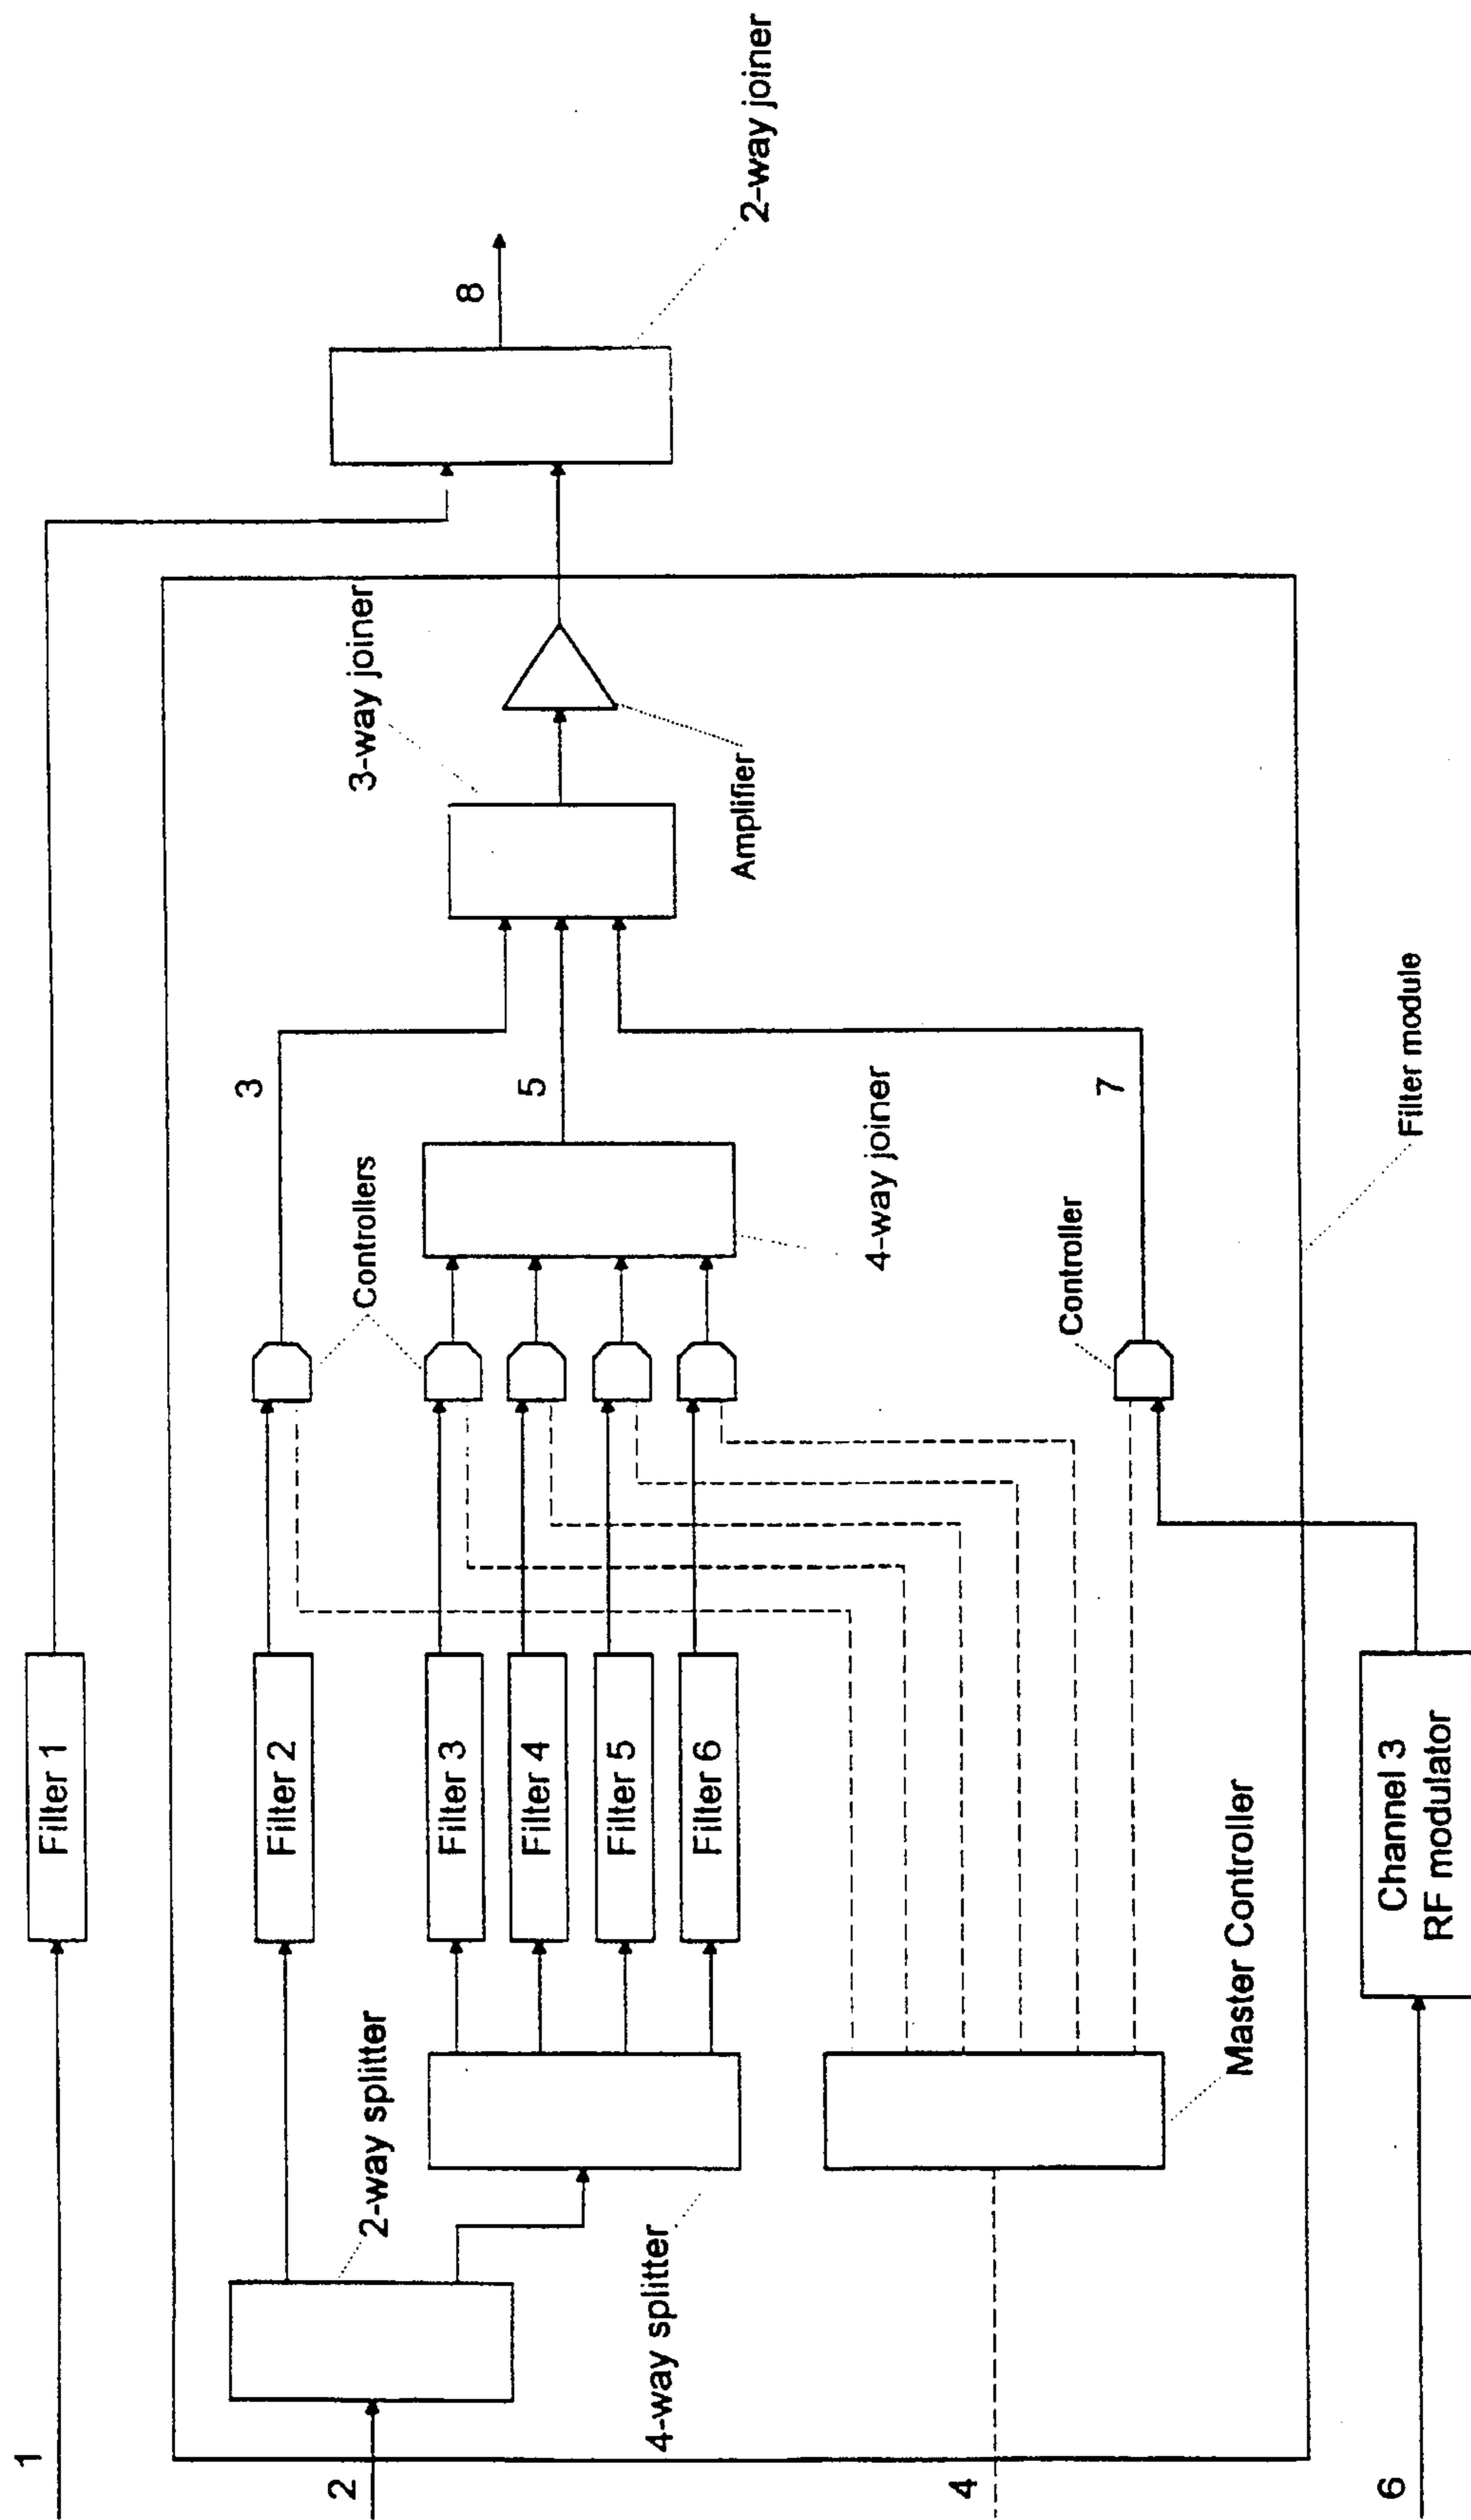 1
Filter 1
2-way joiner
8
2
2-way splitter
Filter 2
3
3-way joiner
Controllers
Filter 3
Filter 4
Filter 5
Filter 6
5
4-way splitter
4-way joiner
Amplifier
4
Master Controller
Controller
7
Filter module
6
Channel 3
RF modulator